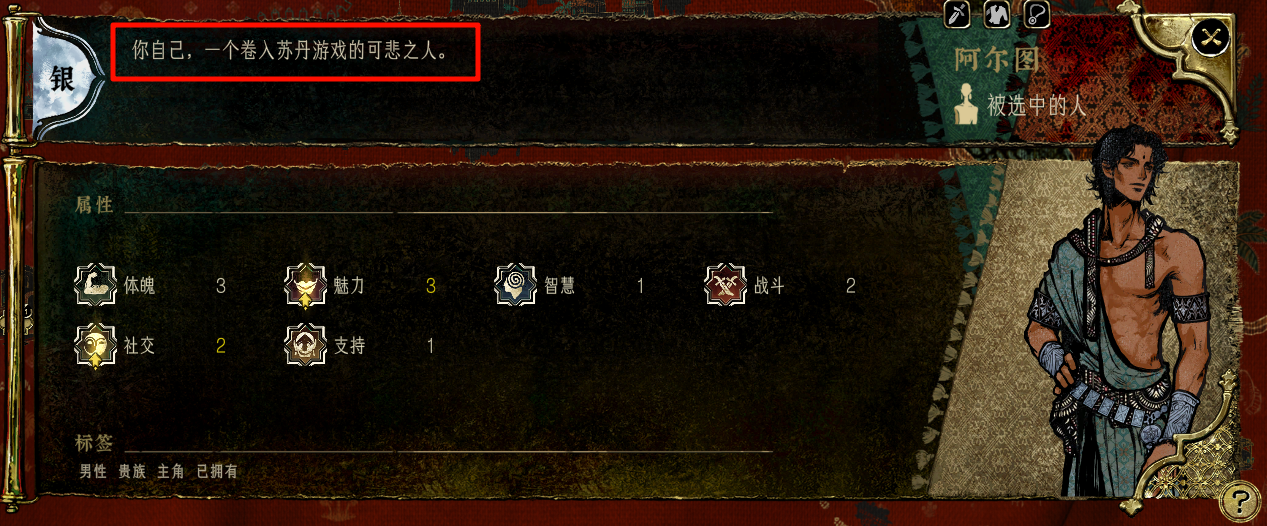 银
你自己，一个卷入苏丹游戏的可悲之人。
阿尔图
被选中的人
属性
体魄 3 魅力 3 智慧 1 战斗 2
社交 2 支持 1
标签
男性 贵族 主角 已拥有
?